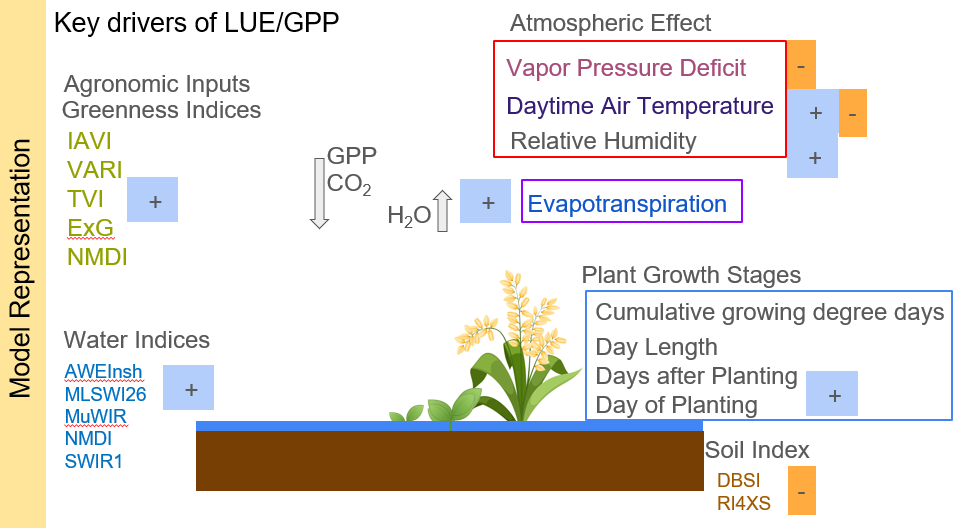 Model Representation
Key drivers of LUE/GPP
Agronomic Inputs
Greenness Indices
IAVI
VARI
TVI
ExG
NMDI
+
GPP
CO₂
H₂O
+
Evapotranspiration
Atmospheric Effect
Vapor Pressure Deficit
-
Daytime Air Temperature
+ -
Relative Humidity
+
Plant Growth Stages
Cumulative growing degree days
Day Length
Days after Planting
Day of Planting
+
Water Indices
AWEInsh
MLSWI26
MuWIR
NMDI
SWIR1
+
Soil Index
DBSI
RI4XS
-